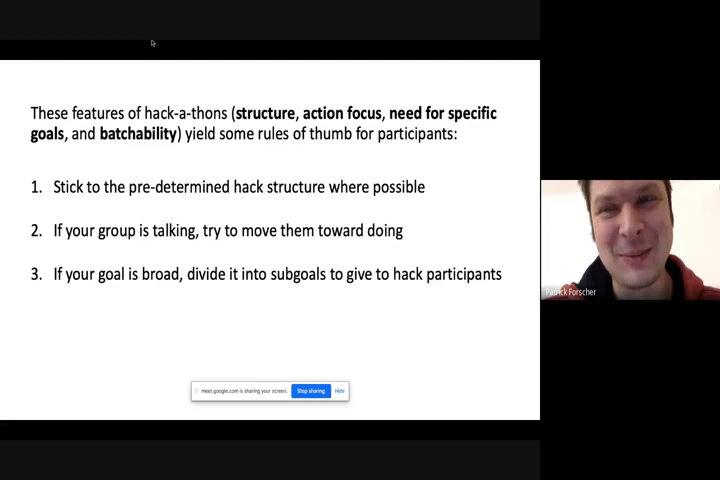 These features of hack-a-thons (structure, action focus, need for specific
goals, and batchability) yield some rules of thumb for participants:
1. Stick to the pre-determined hack structure where possible
2. If your group is talking, try to move them toward doing
3. If your goal is broad, divide it into subgoals to give to hack participants
Patrick Forscher
meet.google.com is sharing your screen. Stop sharing Hide